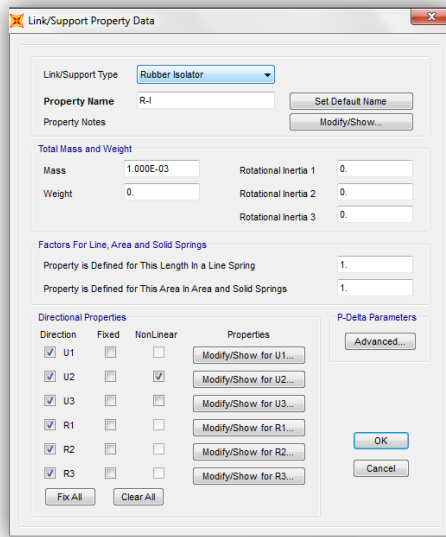 Link/Support Property Data
Link/Support Type Rubber Isolator
Property Name R-I Set Default Name
Property Notes Modify/Show...
Total Mass and Weight
Mass 1.000E-03 Rotational Inertia 1 0.
Weight 0. Rotational Inertia 2 0.
Rotational Inertia 3 0.
Factors For Line, Area and Solid Springs
Property is Defined for This Length In a Line Spring 1.
Property is Defined for This Area In Area and Solid Springs 1.
Directional Properties P-Delta Parameters
Direction Fixed NonLinear Properties Advanced...
U1 Modify/Show for U1...
U2 Modify/Show for U2...
U3 Modify/Show for U3...
R1 Modify/Show for R1...
R2 Modify/Show for R2... OK
R3 Modify/Show for R3... Cancel
Fix All Clear All